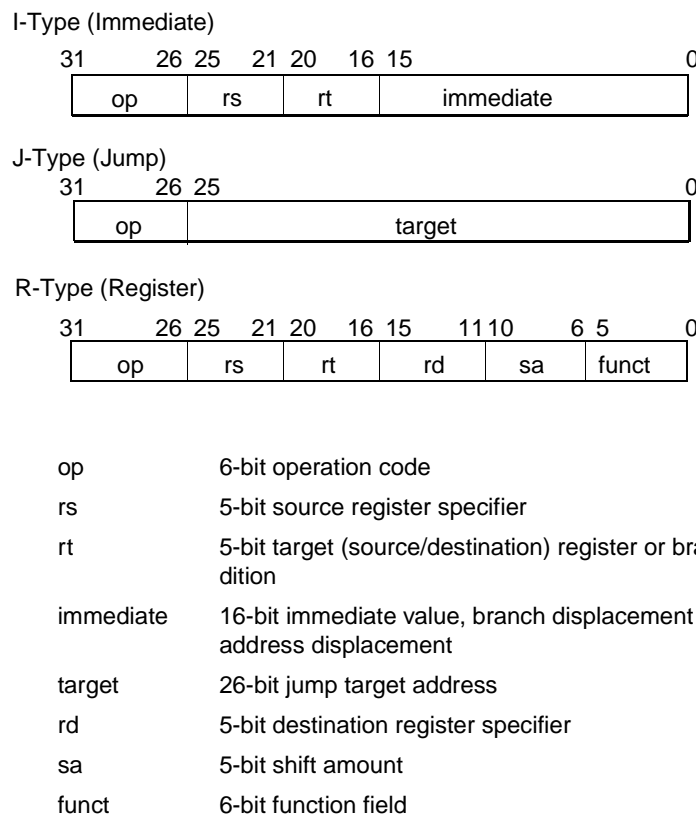 I-Type (Immediate)
31 26 25 21 20 16 15 0
op rs rt immediate
J-Type (Jump)
31 26 25 0
op target
R-Type (Register)
31 26 25 21 20 16 15 11 10 6 5 0
op rs rt rd sa funct
op 6-bit operation code
rs 5-bit source register specifier
rt 5-bit target (source/destination) register or bra
dition
immediate 16-bit immediate value, branch displacement
address displacement
target 26-bit jump target address
rd 5-bit destination register specifier
sa 5-bit shift amount
funct 6-bit function field